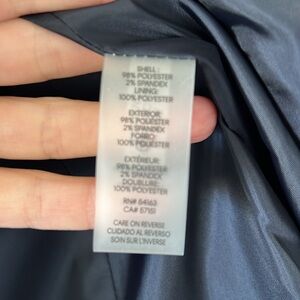 SHELL:
98% POLYESTER
2% SPANDEX
LINING:
100% POLYESTER
EXTERIOR:
98% POLIESTER
2% SPANDEX
FORRO:
100% POLIESTER
EXTÉRIEUR:
98% POLYESTER
2% SPANDEX
DOUBLURE:
100% POLYESTER
RN# 54163
CA# 57151
CARE ON REVERSE
CUIDADO AL REVERSO
SOIN SUR L'INVERSE